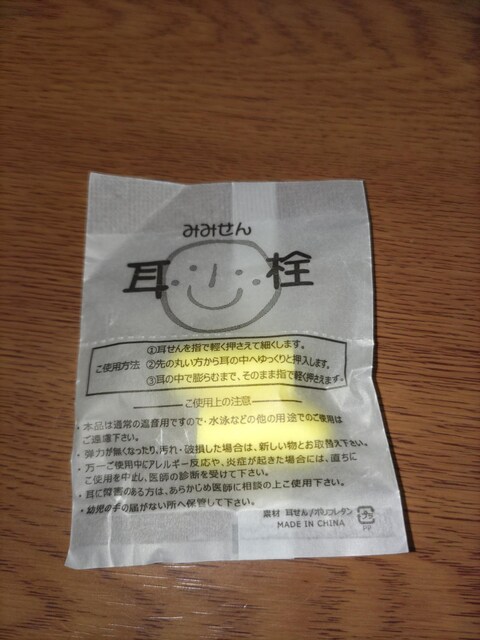 みみせん
耳栓
ご使用方法
①耳せんを指で軽く押さえて細くします。
②先の丸い方から耳の中へゆっくりと押入します。
③耳の中で膨らむまで、そのまま指で軽く押さえます。
ご使用上の注意
・本品は通常の遮音用ですので・水泳などの他の用途でのご使用は
ご遠慮下さい。
・弾力が無くなったり、汚れ・破損した場合は、新しい物とお取替え下さい。
・万一ご使用中にアレルギー反応や、炎症が起きた場合には、直ちに
ご使用を中止し、医師の診断を受けて下さい。
・耳に障害のある方は、あらかじめ医師に相談の上ご使用下さい。
・幼児の手の届がない所へ保管して下さい。
素材 耳せん/ポリウレタン
MADE IN CHINA
プラ
PP